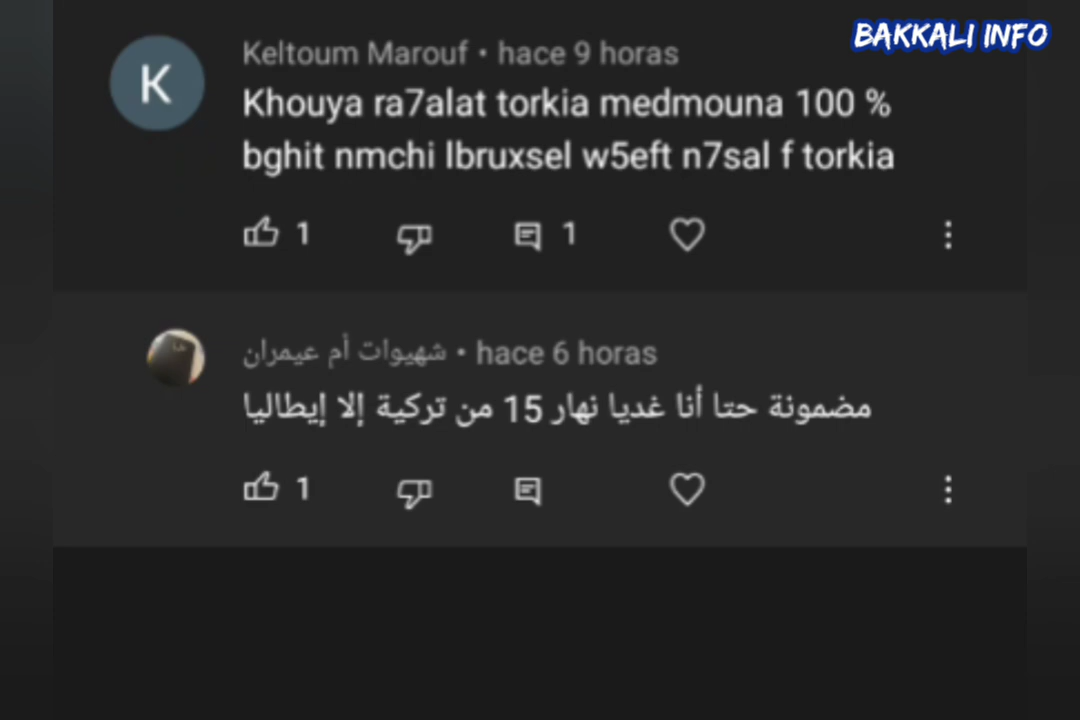 BAKKALI INFO
K
Keltoum Marouf • hace 9 horas
Khouya ra7alat torkia medmouna 100 %
bghit nmchi lbruxsel w5eft n7sal f torkia
1
1
شهيوات أم عيمران • hace 6 horas
مضمونة حتا أنا غديا نهار 15 من تركية إلا إيطاليا
1